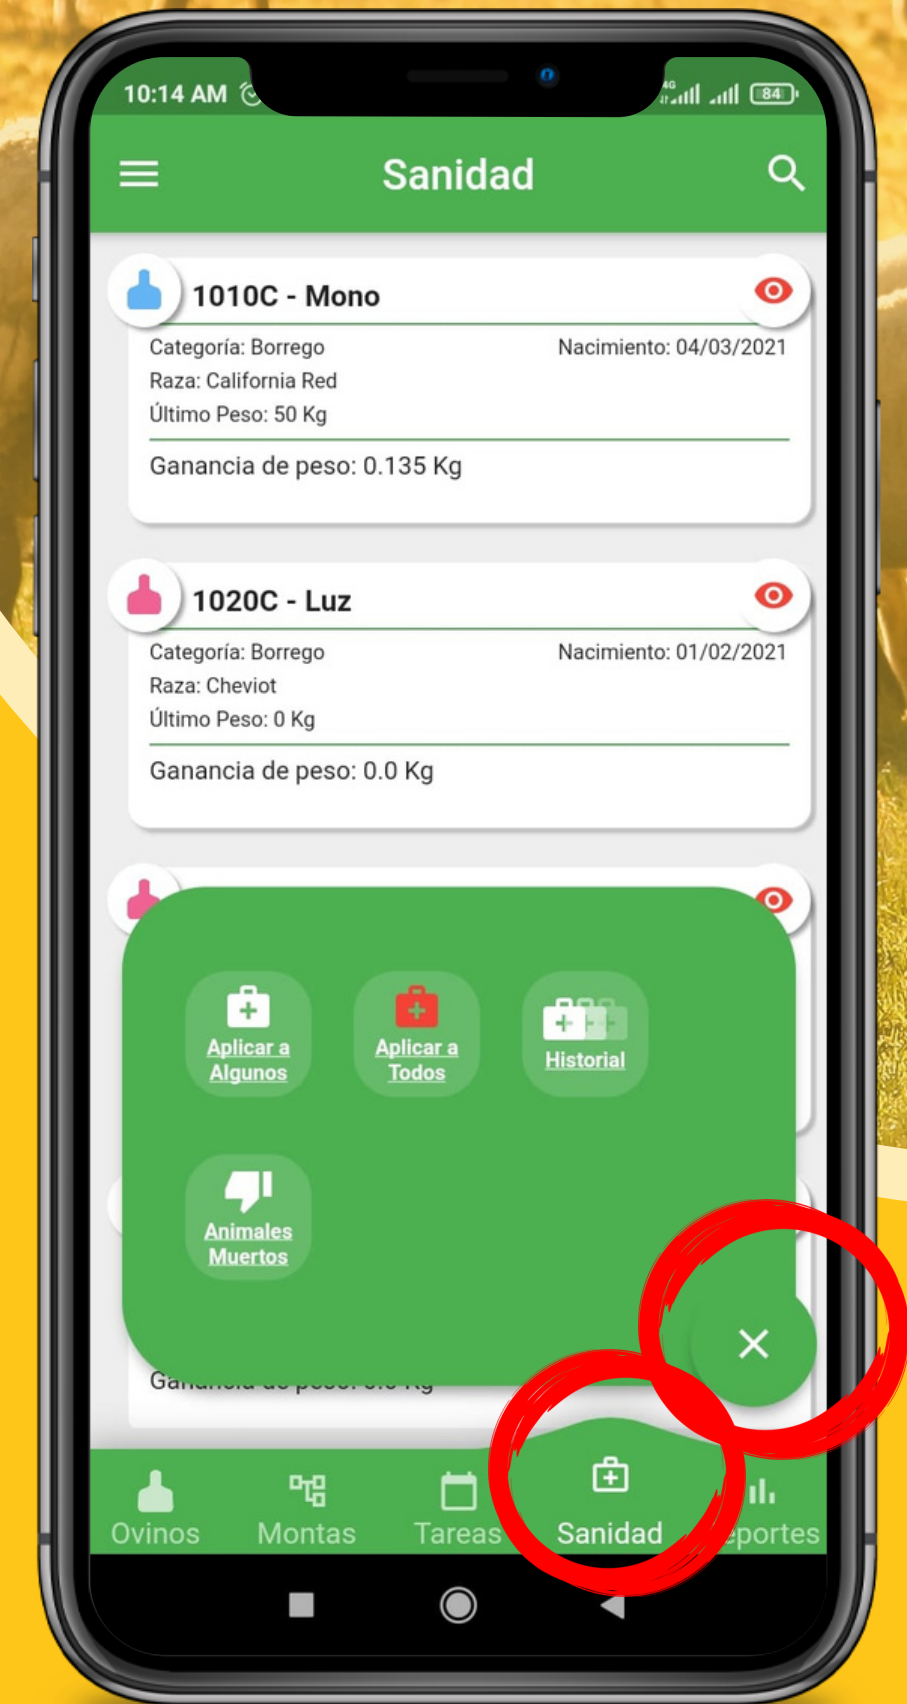 10:14 AM
4G
84
Sanidad
1010C - Mono
Categoría: Borrego
Nacimiento: 04/03/2021
Raza: California Red
Último Peso: 50 Kg
Ganancia de peso: 0.135 Kg
1020C - Luz
Categoría: Borrego
Nacimiento: 01/02/2021
Raza: Cheviot
Último Peso: 0 Kg
Ganancia de peso: 0.0 Kg
Aplicar a
Algunos
Aplicar a
Todos
Historial
Animales
Muertos
Ovinos
Montas
Tareas
Sanidad
eportes